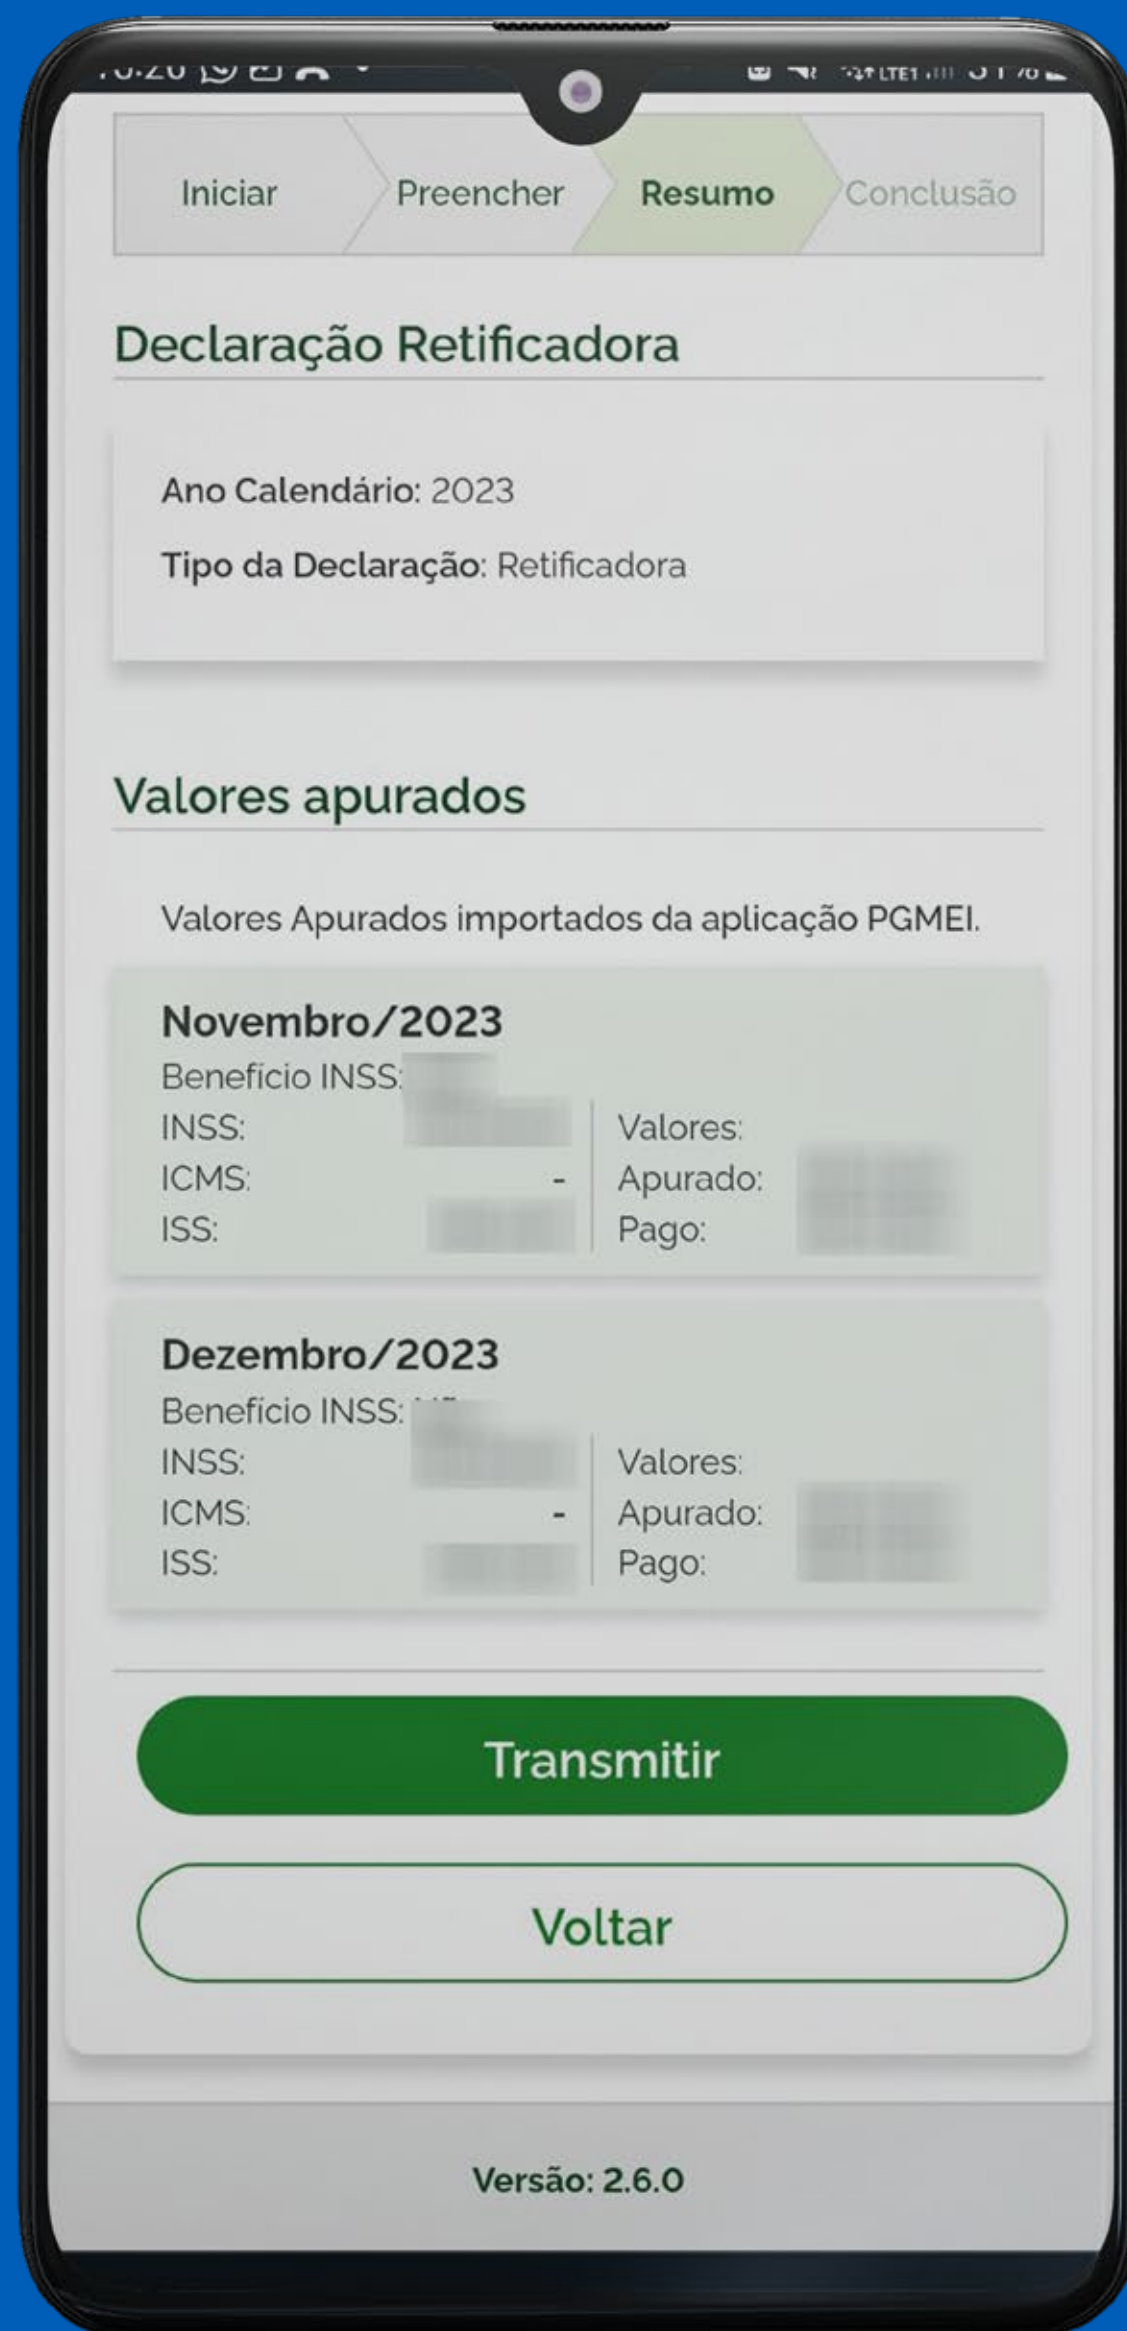 Iniciar
Preencher
Resumo
Conclusão
Declaração Retificadora
Ano Calendário: 2023
Tipo da Declaração: Retificadora
Valores apurados
Valores Apurados importados da aplicação PGMEI.
Novembro/2023
Benefício INSS:
INSS:
Valores:
ICMS: -
Apurado:
ISS:
Pago:
Dezembro/2023
Benefício INSS:
INSS:
Valores:
ICMS: -
Apurado:
ISS:
Pago:
Transmitir
Voltar
Versão: 2.6.0